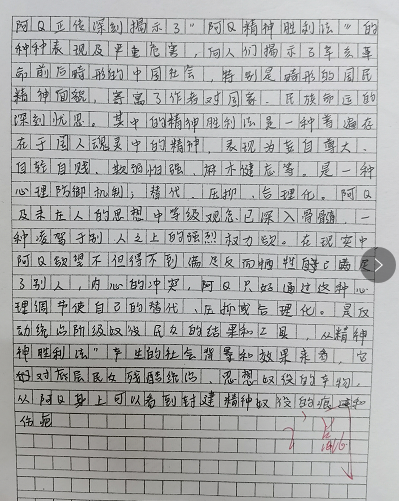 阿Q正传深刻揭示了"阿Q精神胜利法"的
种种表现及严重危害,向人们揭示了辛亥革
命前后畸形的中国社会,特别是畸形的国民
精神面貌,寄寓了作者对国家、民族命运的
深刻忧思。其中的精神胜利法是一种普遍存
在于国人魂灵中的精神,表现为妄自尊大、
自轻自贱、欺弱怕强、麻木健忘等。是一种
心理防御机制:替代、压抑、合理化。阿Q
及未庄人的思想中等级观念已深入骨髓,一
种凌驾于别人之上的强烈权力欲。在现实中
阿Q欲望不但得不到满足反而牺牲自己满足
了别人,内心的冲突,阿Q只好通过这种心
理调节使自己的替代、压抑或合理化。是反
动统治阶级奴役民众的结果和工具,从精神
神胜利法"产生的社会背景和效果来看,它
的对底层民众残酷统治、思想奴役的产物,
从阿Q身上可以看到封建精神奴役的痕迹和
伤疤